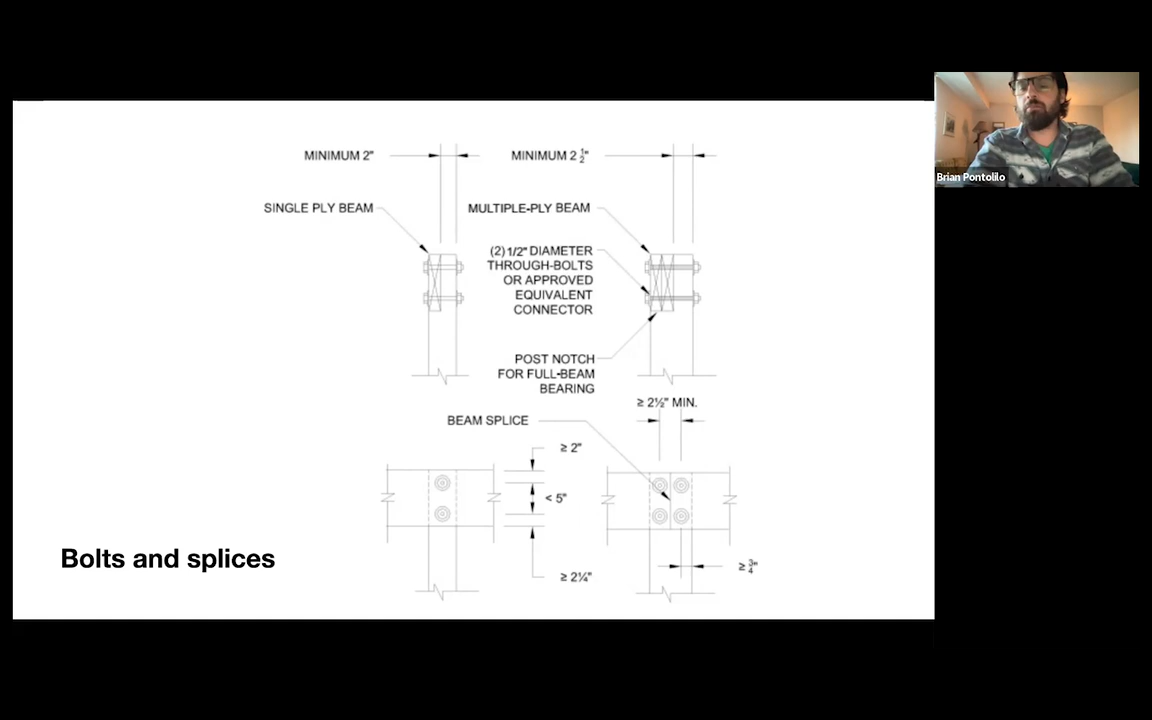 MINIMUM 2"
MINIMUM 2 1/2"
SINGLE PLY BEAM
MULTIPLE-PLY BEAM
(2) 1/2" DIAMETER
THROUGH-BOLTS
OR APPROVED
EQUIVALENT
CONNECTOR
POST NOTCH
FOR FULL-BEAM
BEARING
≥ 2½" MIN.
BEAM SPLICE
≥ 2"
< 5"
≥ 2¼"
≥ 3/4"
Bolts and splices
Brian Pontolilo